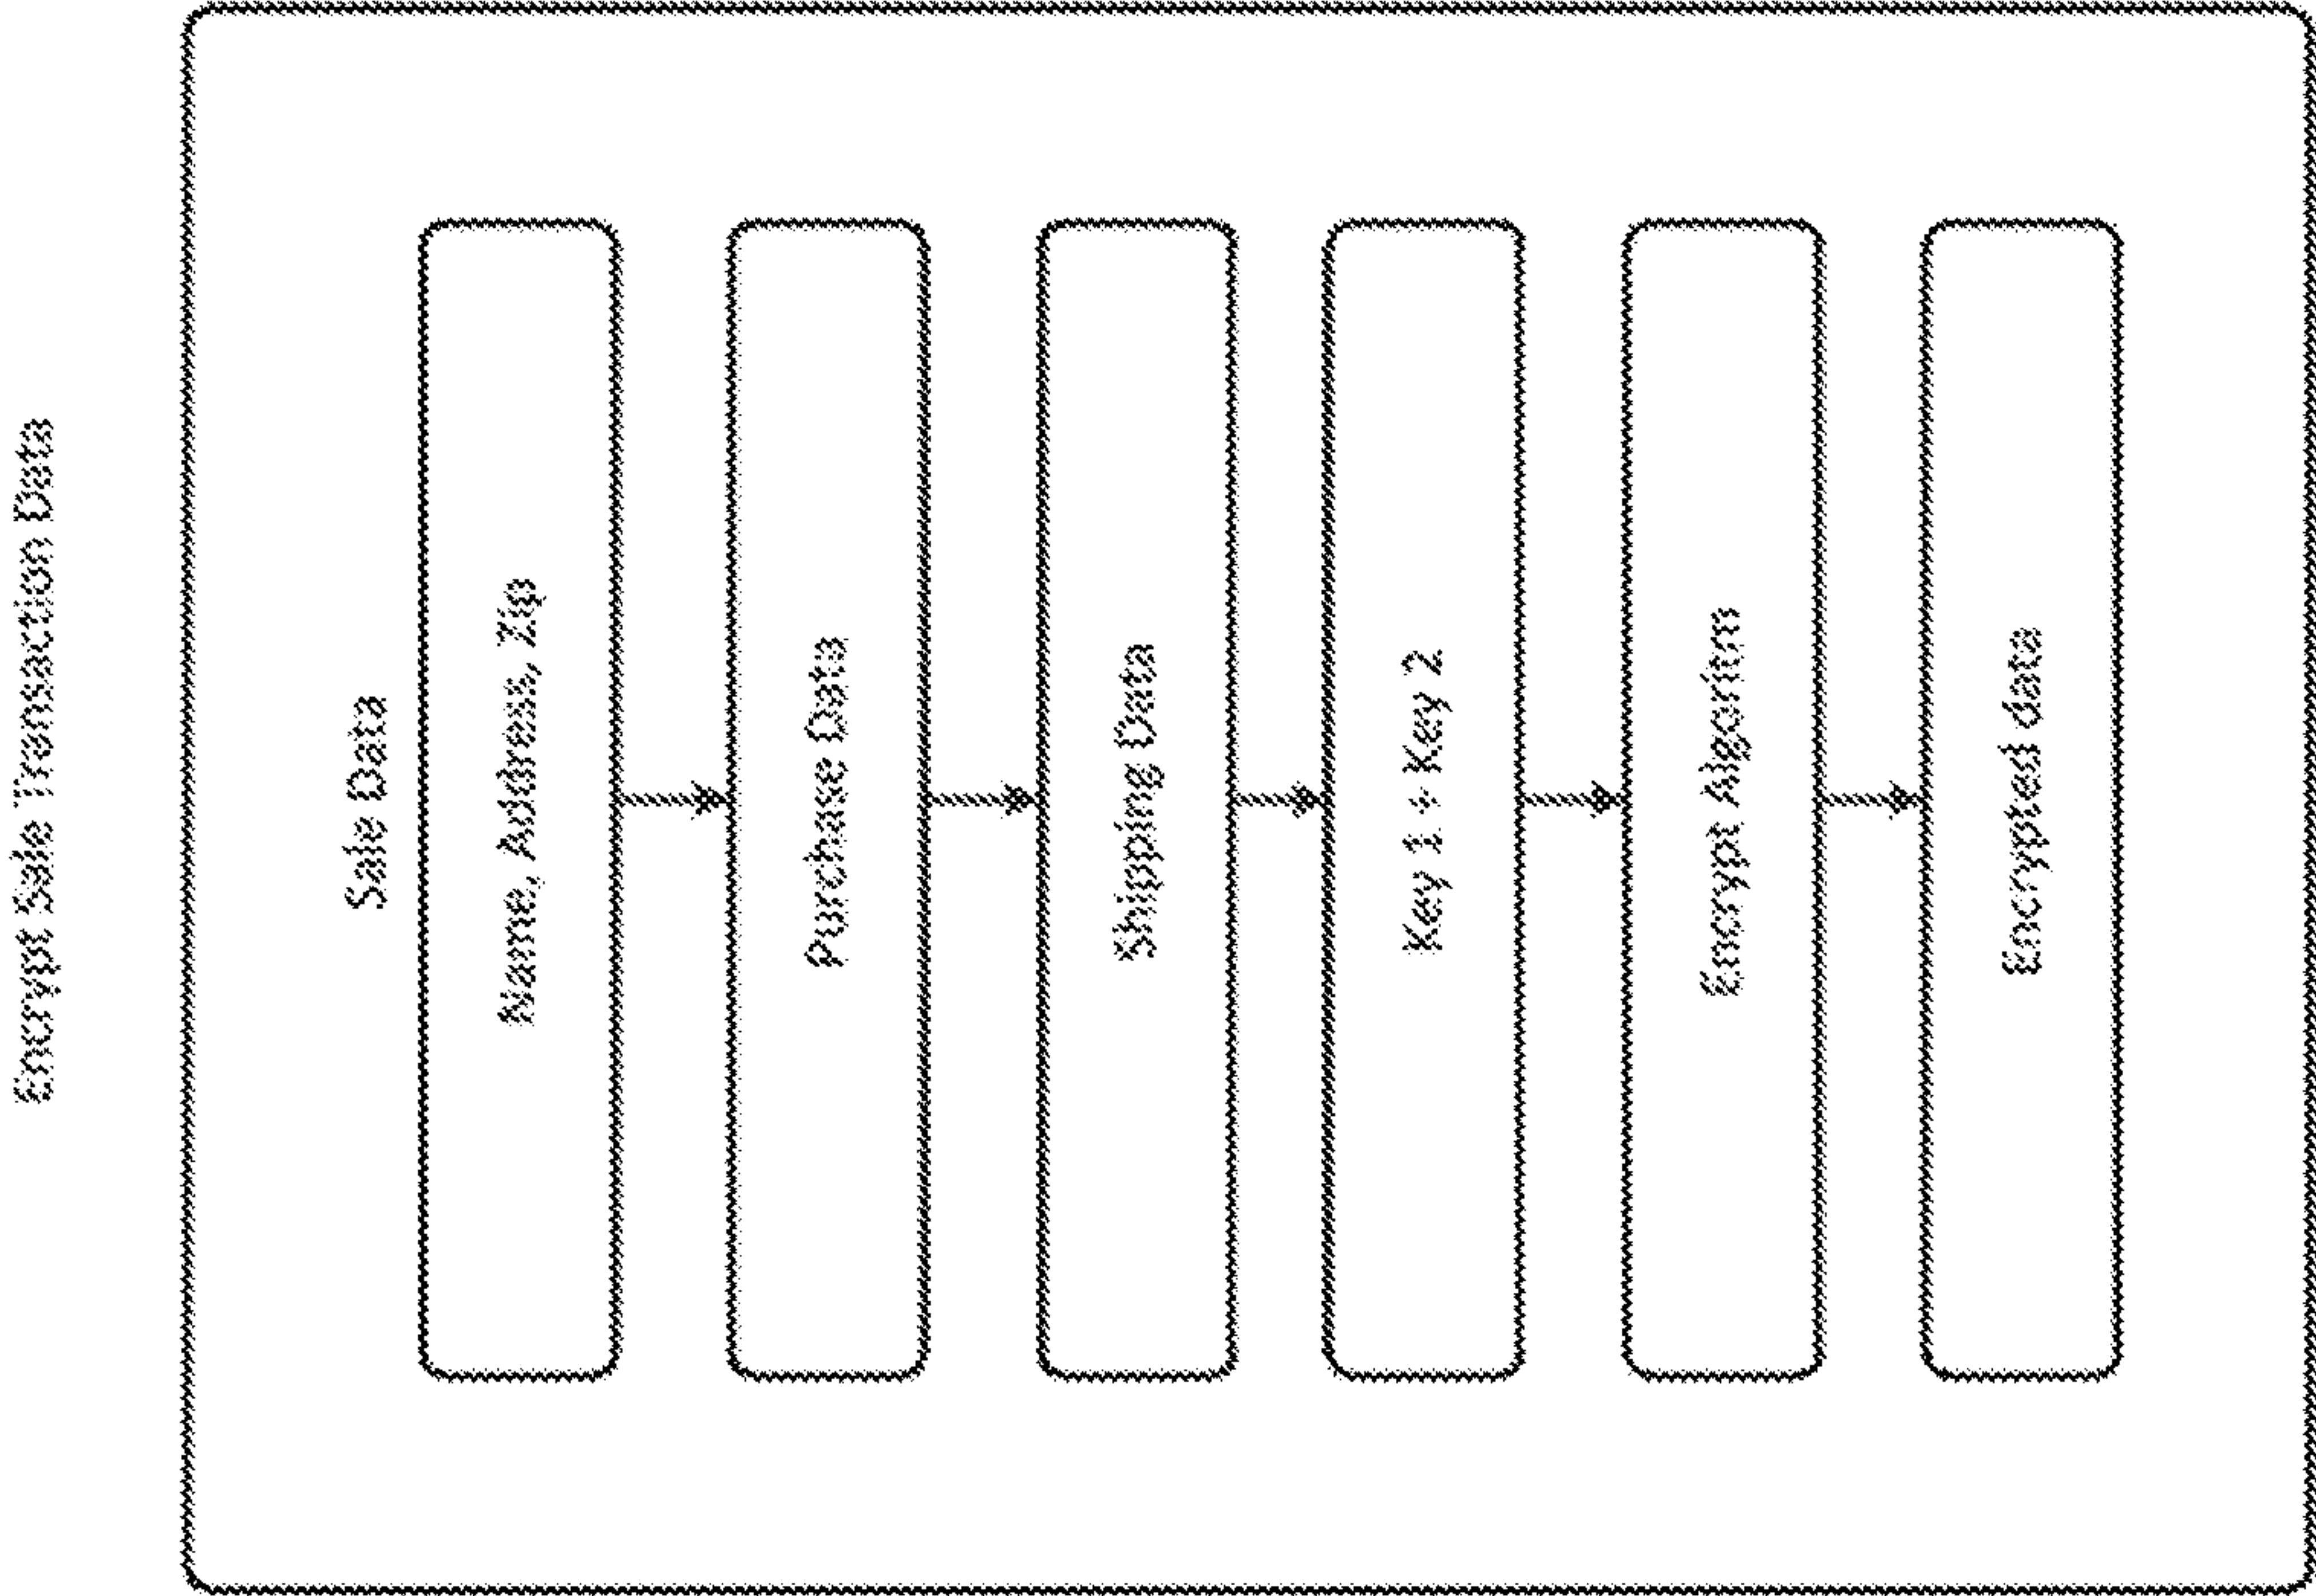 Encrypt Sale Transaction Data
Sale Data
Name, Address, Zip
Purchase Data
Shipping Data
Key 1 + Key 2
Encrypt Algoritm
Encrypted data